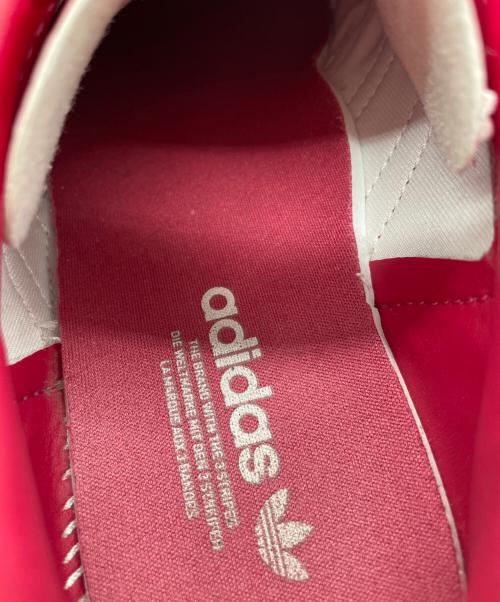 adidas
THE BRAND WITH THE 3 STRIPES
DIE WELTMARKE MIT DEN 3 STREIFEN
LA MARQUE AUX 3 BANDES